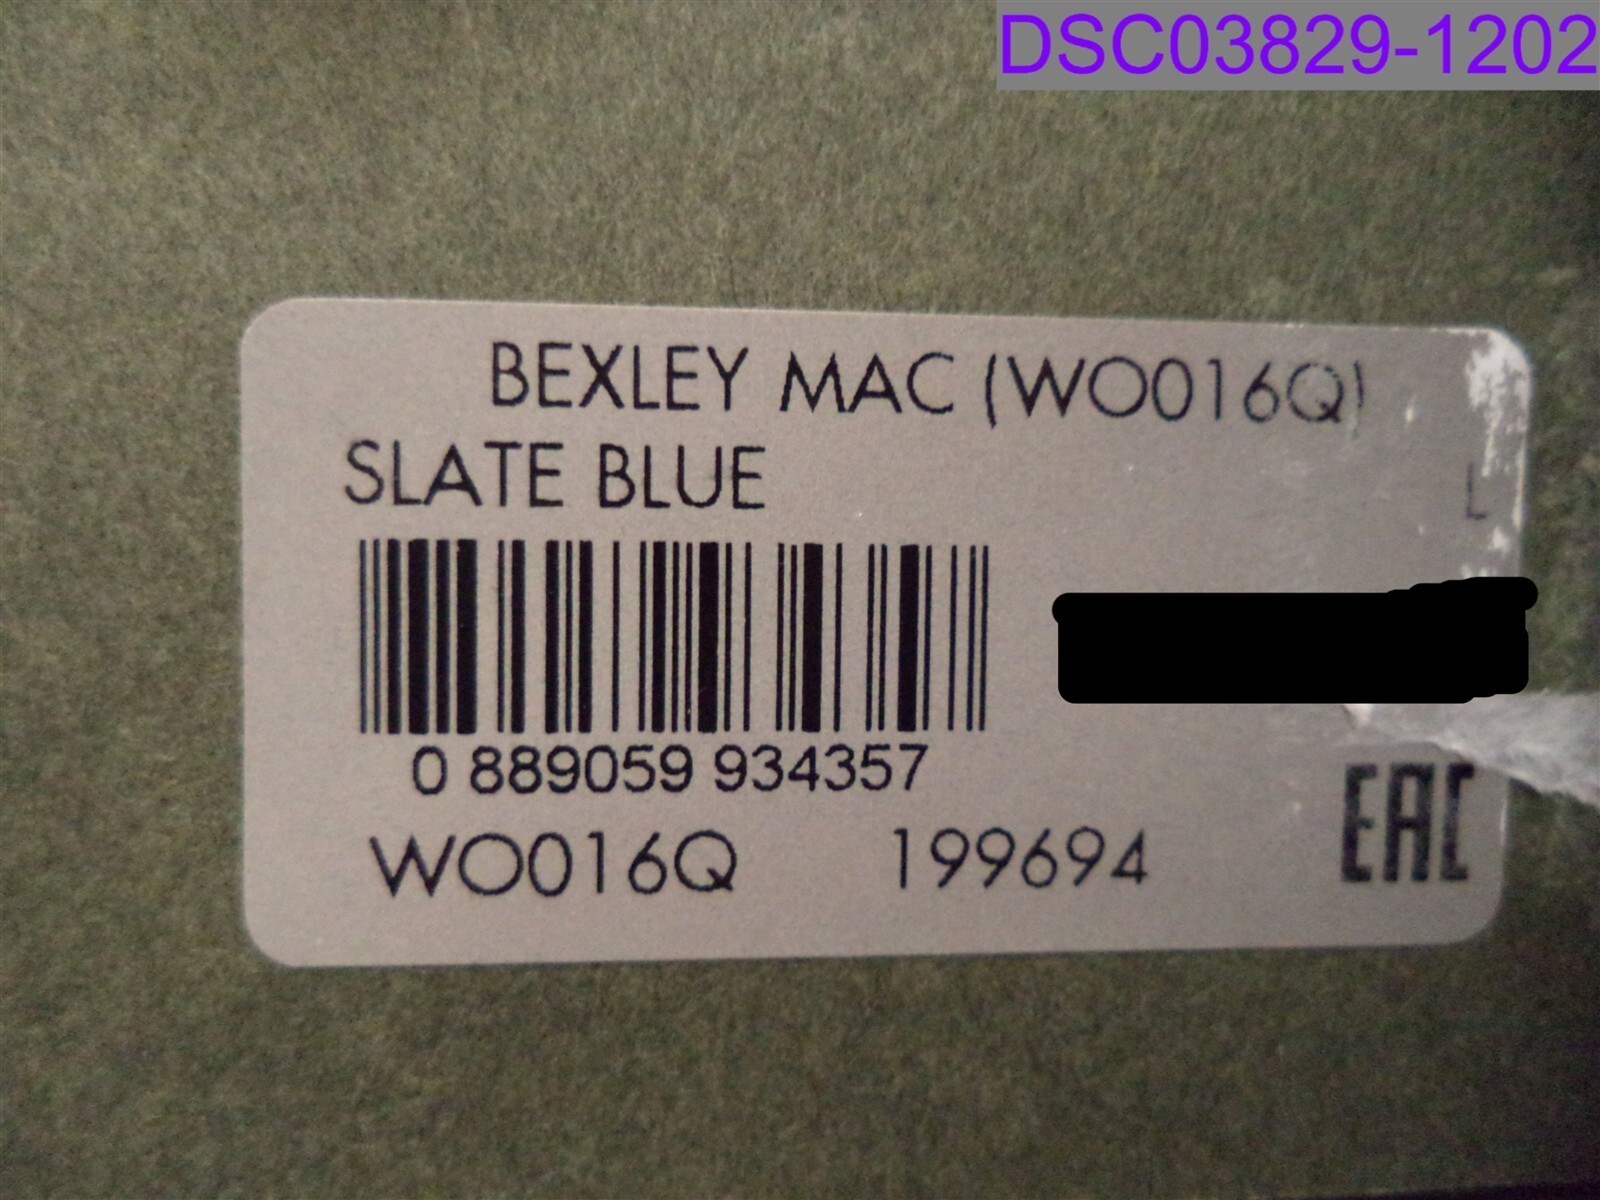 DSC03829-1202
BEXLEY MAC (WO016Q)
SLATE BLUE
L
0 889059 934357
WO016Q 199694
EAC